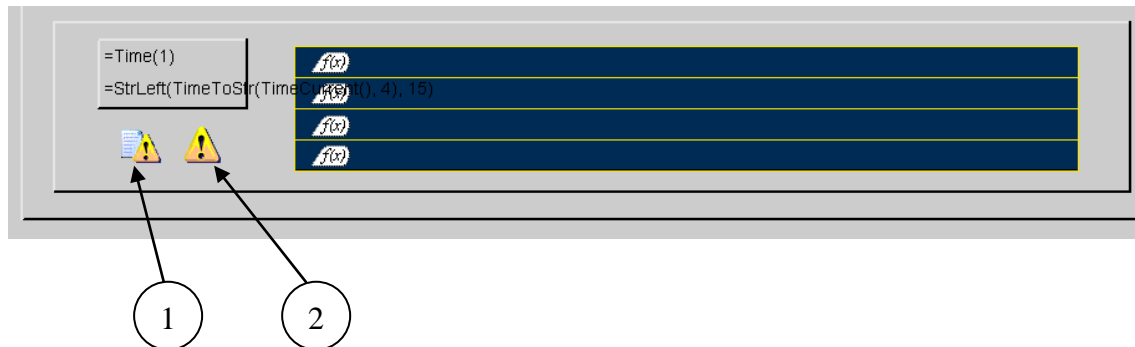 =Time(1)
=StrLeft(TimeToStr(TimeCurrent(), 4), 15)
f(x)
f(x)
f(x)
f(x)
1
2